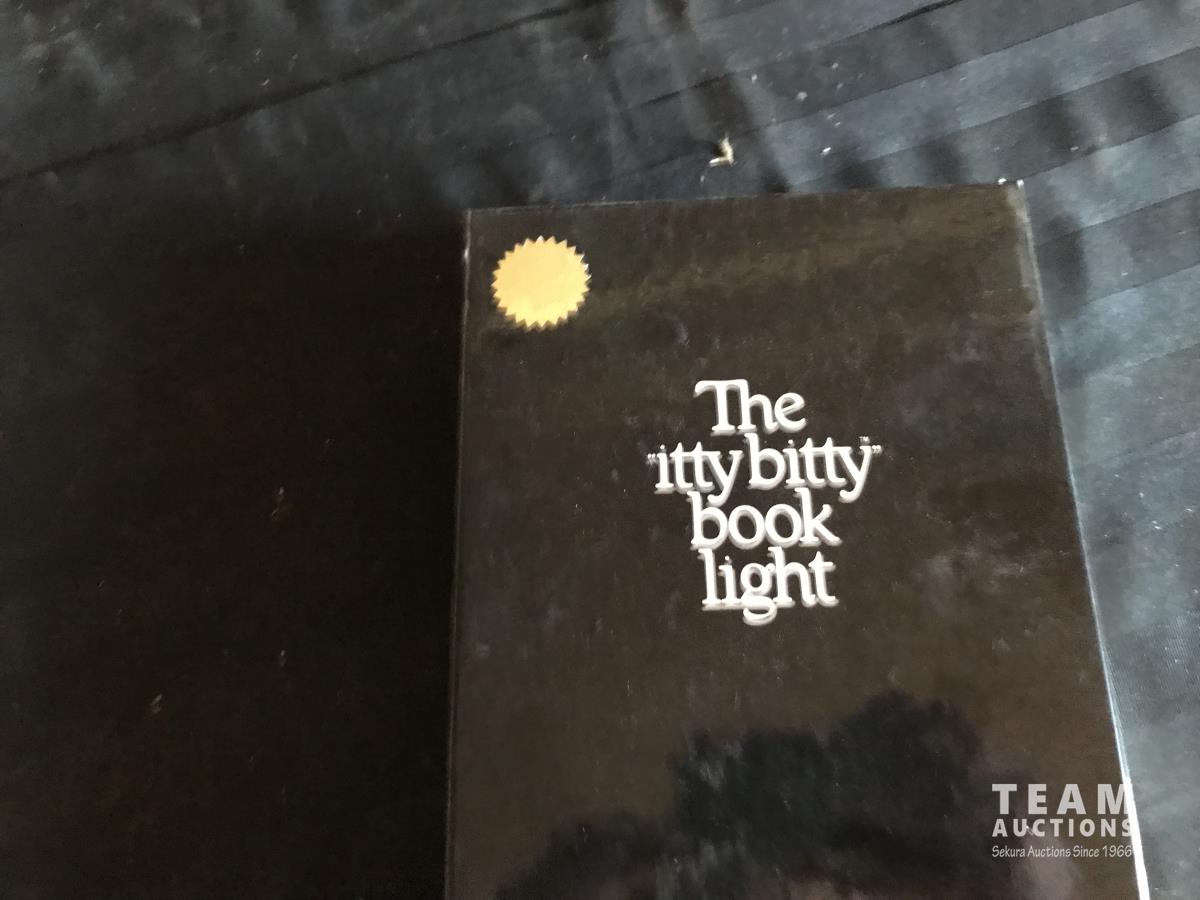 The
"itty bitty"
book
light
TEAM
AUCTIONS
Sekura Auctions Since 1966